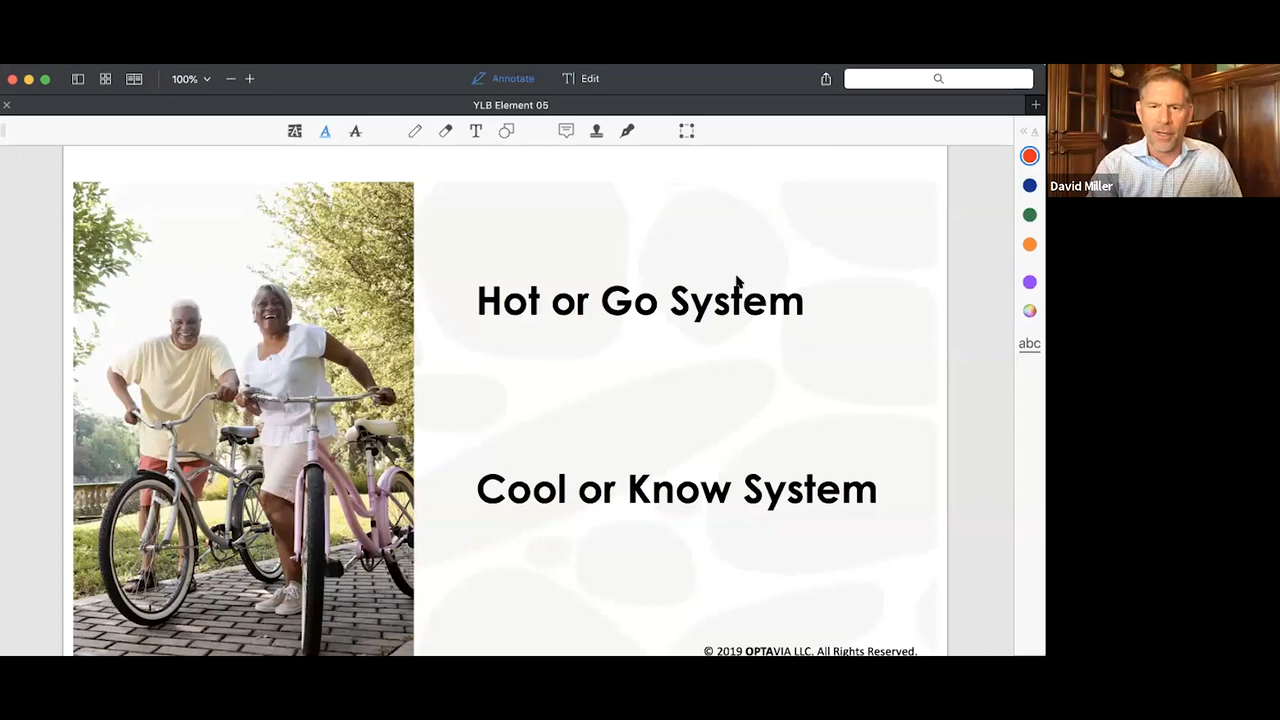 100%
Annotate
T| Edit
YLB Element 05
A
A
A
T
A
David Miller
abc
Hot or Go System
Cool or Know System
© 2019 OPTAVIA LLC. All Rights Reserved.